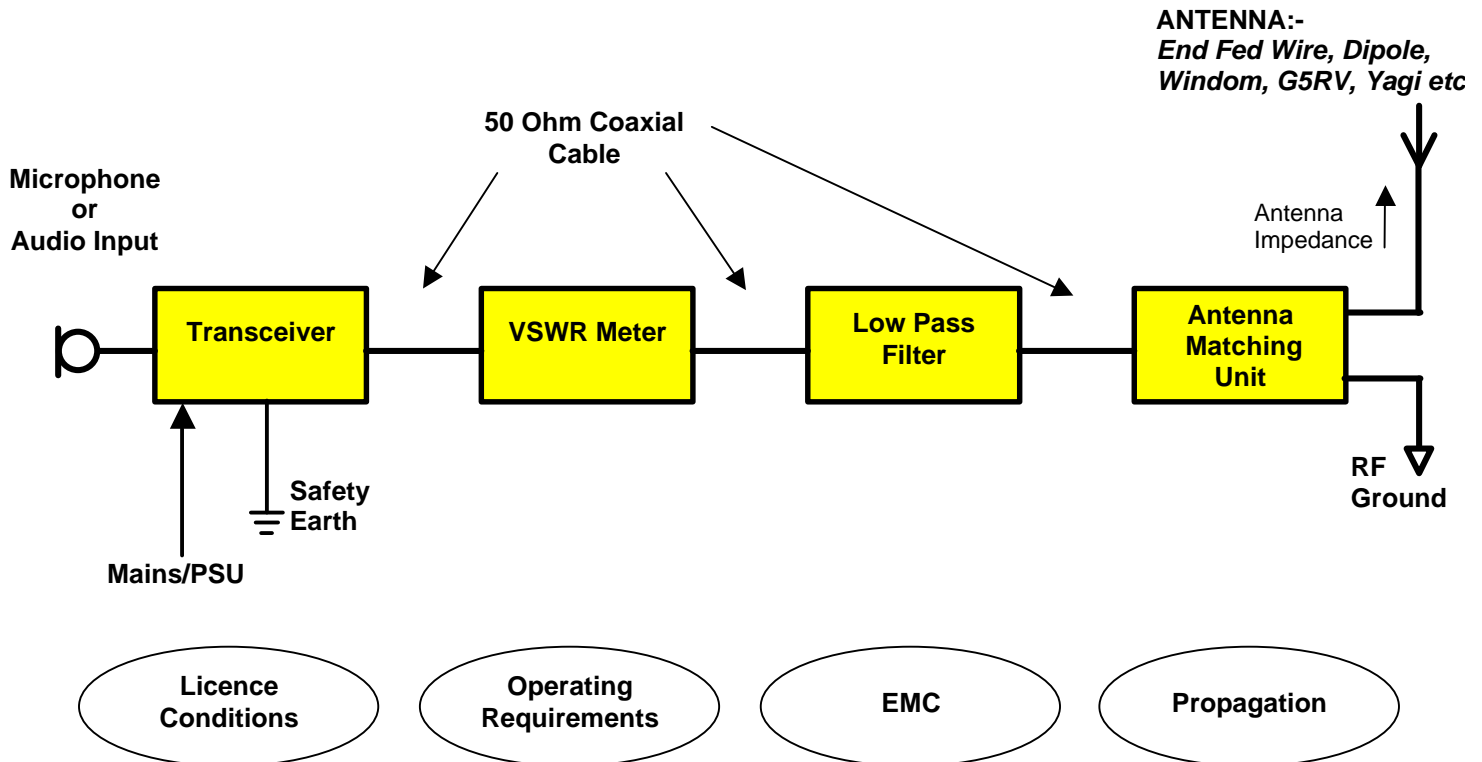 ANTENNA:-
End Fed Wire, Dipole,
Windom, G5RV, Yagi etc
50 Ohm Coaxial
Cable
Microphone
or
Audio Input
Antenna
Impedance
Transceiver
VSWR Meter
Low Pass
Filter
Antenna
Matching
Unit
Safety
Earth
RF
Ground
Mains/PSU
Licence
Conditions
Operating
Requirements
EMC
Propagation